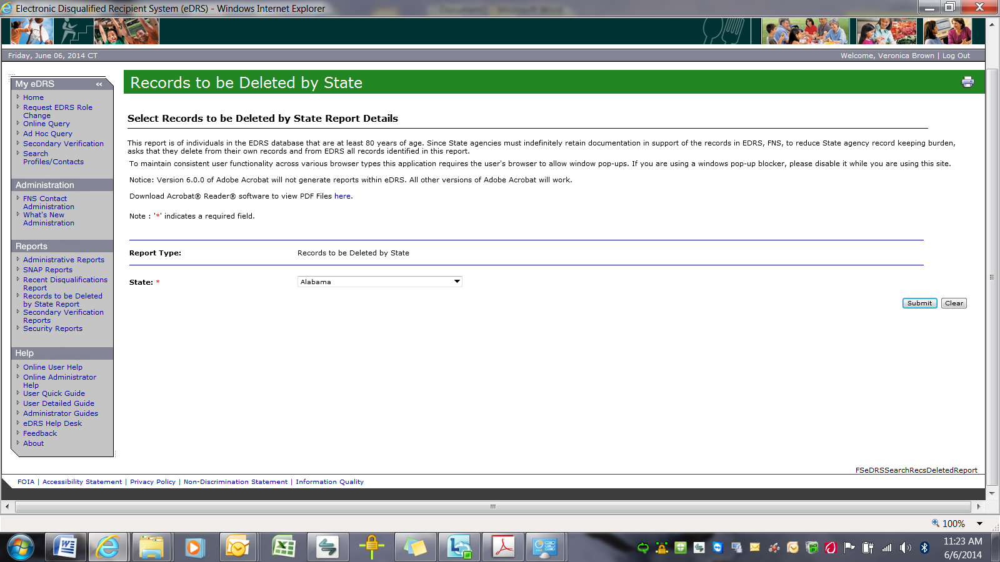 Electronic Disqualified Recipient System (eDRS) - Windows Internet Explorer
Friday, June 06, 2014 CT
Welcome, Veronica Brown | Log Out
My eDRS «
Home
Request EDRS Role
Change
Online Query
Ad Hoc Query
Secondary Verification
Search
Profiles/Contacts
Administration
FNS Contact
Administration
What's New
Administration
Reports
Administrative Reports
SNAP Reports
Recent Disqualifications
Report
Records to be Deleted
by State Report
Secondary Verification
Reports
Security Reports
Help
Online User Help
Online Administrator
Help
User Quick Guide
User Detailed Guide
Administrator Guides
eDRS Help Desk
Feedback
About
Records to be Deleted by State
Select Records to be Deleted by State Report Details
This report is of individuals in the EDRS database that are at least 80 years of age. Since State agencies must indefinitely retain documentation in support of the records in EDRS, FNS, to reduce State agency record keeping burden,
asks that they delete from their own records and from EDRS all records identified in this report.
To maintain consistent user functionality across various browser types this application requires the user's browser to allow window pop-ups. If you are using a windows pop-up blocker, please disable it while you are using this site.
Notice: Version 6.0.0 of Adobe Acrobat will not generate reports within eDRS. All other versions of Adobe Acrobat will work.
Download Acrobat® Reader® software to view PDF Files here.
Note : '*' indicates a required field.
Report Type: Records to be Deleted by State
State: * Alabama
Submit Clear
FSeDRSSearchRecsDeletedReport
FOIA | Accessibility Statement | Privacy Policy | Non-Discrimination Statement | Information Quality
100%
11:23 AM
6/6/2014